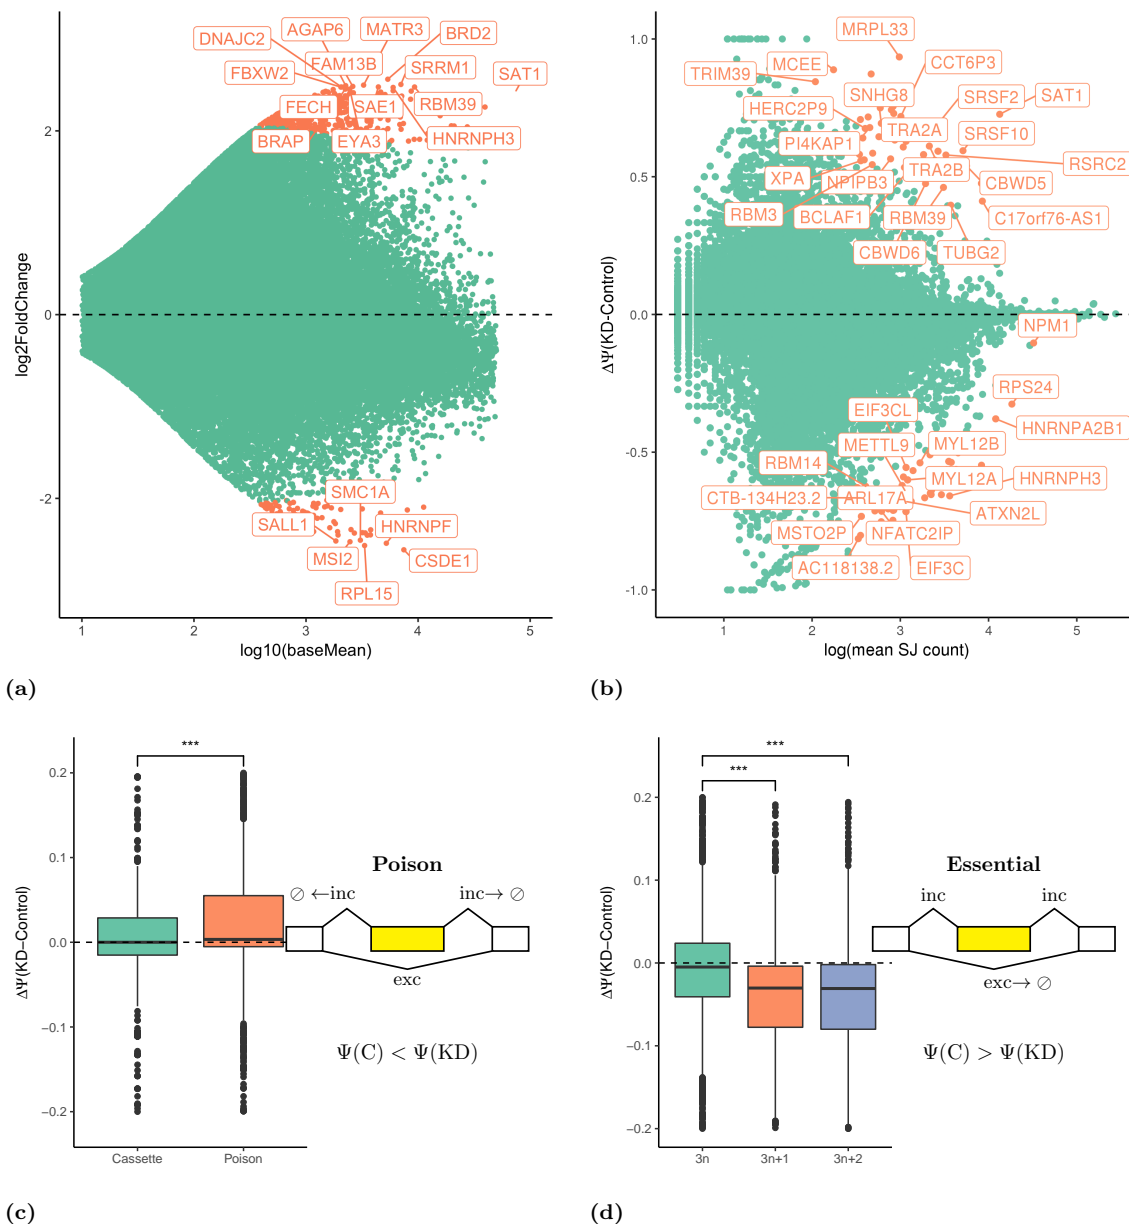 AGAP6
MATR3
BRD2
DNAJC2
FAM13B
SRRM1
FBXW2
SAT1
FECH
SAE1
RBM39
BRAP
EYA3
HNRNPH3
2
0
-2
log2FoldChange
SMC1A
SALL1
HNRNPF
MSI2
CSDE1
RPL15
1 2 3 4 5
log10(baseMean)
(a)
MRPL33
MCEE
CCT6P3
TRIM39
SNHG8
SRSF2
SAT1
HERC2P9
TRA2A
SRSF10
PI4KAP1
RSRC2
XPA
NPIPB3
TRA2B
CBWD5
RBM3
BCLAF1
RBM39
C17orf76-AS1
CBWD6
TUBG2
1.0
0.5
0.0
-0.5
-1.0
ΔΨ(KD-Control)
NPM1
RPS24
EIF3CL
HNRNPA2B1
METTL9
MYL12B
RBM14
MYL12A
HNRNPH3
CTB-134H23.2
ARL17A
ATXN2L
MSTO2P
NFATC2IP
AC118138.2
EIF3C
1 2 3 4 5
log(mean SJ count)
(b)
***
0.2
0.1
0.0
−0.1
−0.2
ΔΨ(KD−Control)
Cassette Poison
Poison
∅ ←inc inc→ ∅
exc
Ψ(C) < Ψ(KD)
(c)
***
***
0.2
0.1
0.0
−0.1
−0.2
ΔΨ(KD−Control)
3n 3n+1 3n+2
Essential
inc inc
exc→ ∅
Ψ(C) > Ψ(KD)
(d)